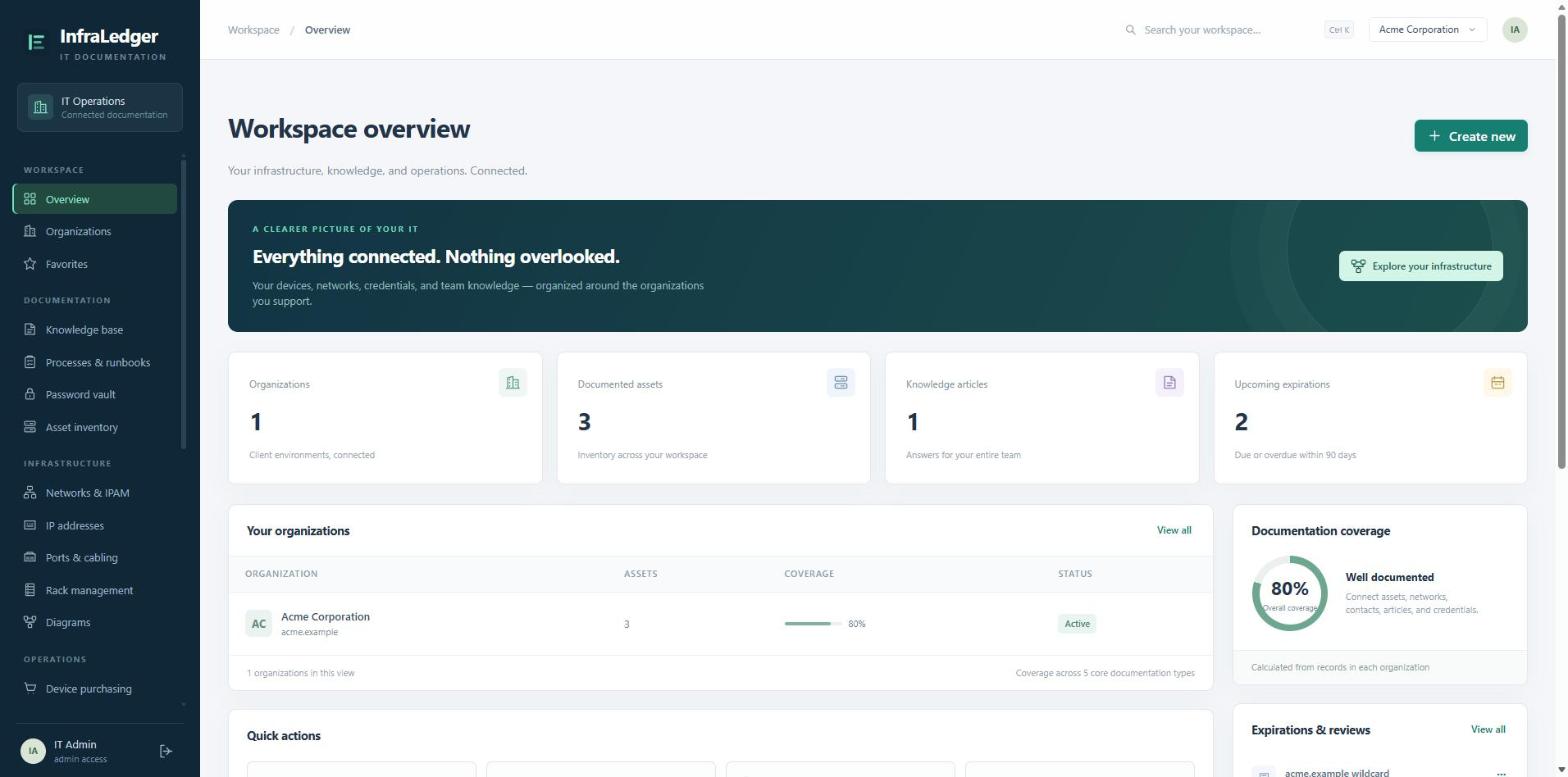 InfraLedger
IT DOCUMENTATION
IT Operations
Connected documentation
WORKSPACE
Overview
Organizations
Favorites
DOCUMENTATION
Knowledge base
Processes & runbooks
Password vault
Asset inventory
INFRASTRUCTURE
Networks & IPAM
IP addresses
Ports & cabling
Rack management
Diagrams
OPERATIONS
Device purchasing
IA
IT Admin
admin access
Workspace / Overview
Search your workspace...
Ctrl K
Acme Corporation
IA
Workspace overview
Create new
Your infrastructure, knowledge, and operations. Connected.
A CLEARER PICTURE OF YOUR IT
Everything connected. Nothing overlooked.
Your devices, networks, credentials, and team knowledge — organized around the organizations
you support.
Explore your infrastructure
Organizations
1
Client environments, connected
Documented assets
3
Inventory across your workspace
Knowledge articles
1
Answers for your entire team
Upcoming expirations
2
Due or overdue within 90 days
Your organizations
View all
ORGANIZATION ASSETS COVERAGE STATUS
AC
Acme Corporation
acme.example
3
80%
Active
1 organizations in this view
Coverage across 5 core documentation types
Documentation coverage
80%
Overall coverage
Well documented
Connect assets, networks,
contacts, articles, and credentials.
Calculated from records in each organization
Quick actions
Expirations & reviews
View all
acme.example wildcard